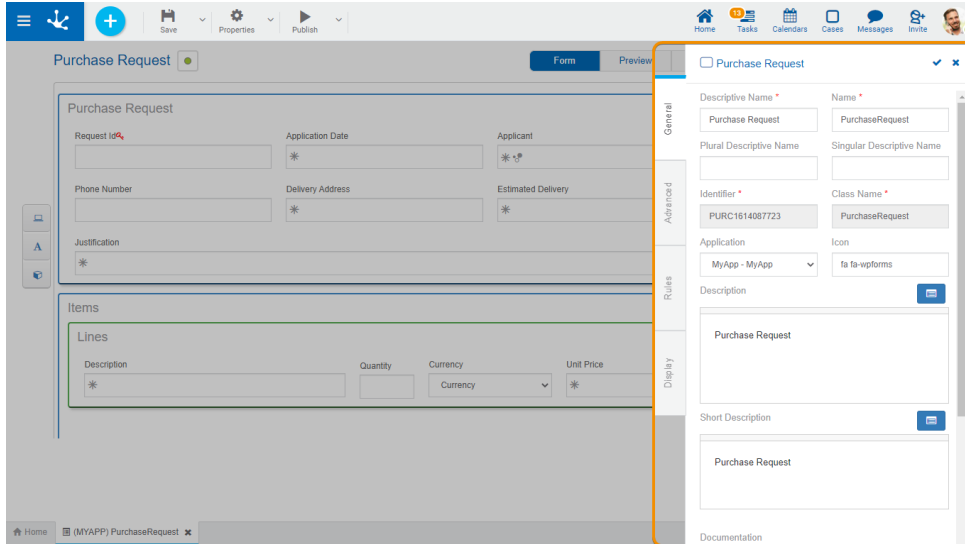 Save
Properties
Publish
Home
13
Tasks
Calendars
Cases
Messages
Invite
Purchase Request
Form
Preview
Purchase Request
Request Id
Application Date
Applicant
Phone Number
Delivery Address
Estimated Delivery
Justification
Items
Lines
Description
Quantity
Currency
Unit Price
Currency
Home
(MYAPP) PurchaseRequest
General
Advanced
Rules
Display
Purchase Request
Descriptive Name *
Name *
Purchase Request
PurchaseRequest
Plural Descriptive Name
Singular Descriptive Name
Identifier *
Class Name *
PURC1614087723
PurchaseRequest
Application
Icon
MyApp - MyApp
fa fa-wpforms
Description
Purchase Request
Short Description
Purchase Request
Documentation